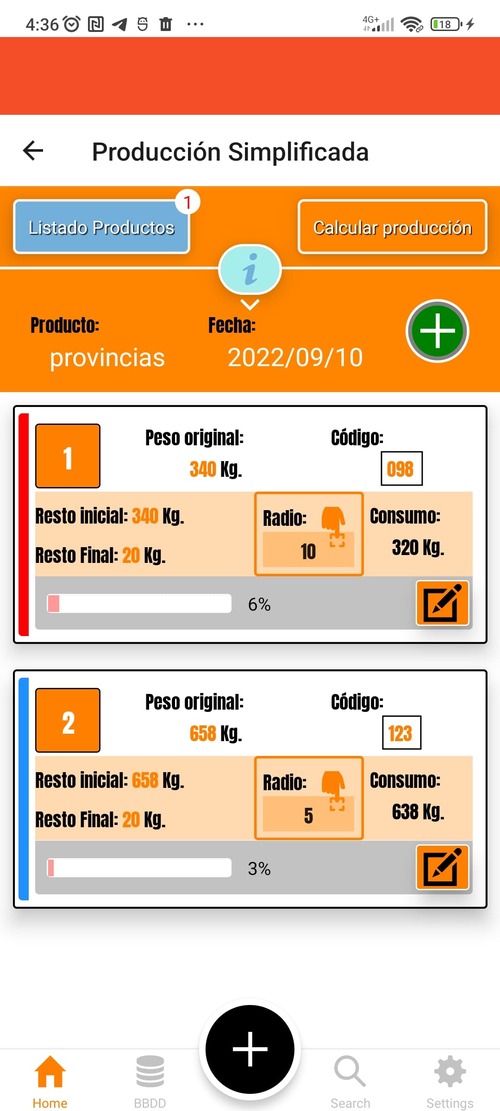 4:36 4G+ 18
Producción Simplificada
Listado Productos 1 Calcular producción
i
Producto: Fecha:
provincias 2022/09/10
1 Peso original: Código:
340 Kg. 098
Resto inicial: 340 Kg. Radio: Consumo:
Resto Final: 20 Kg. 10 320 Kg.
6%
2 Peso original: Código:
658 Kg. 123
Resto inicial: 658 Kg. Radio: Consumo:
Resto Final: 20 Kg. 5 638 Kg.
3%
Home BBDD Search Settings